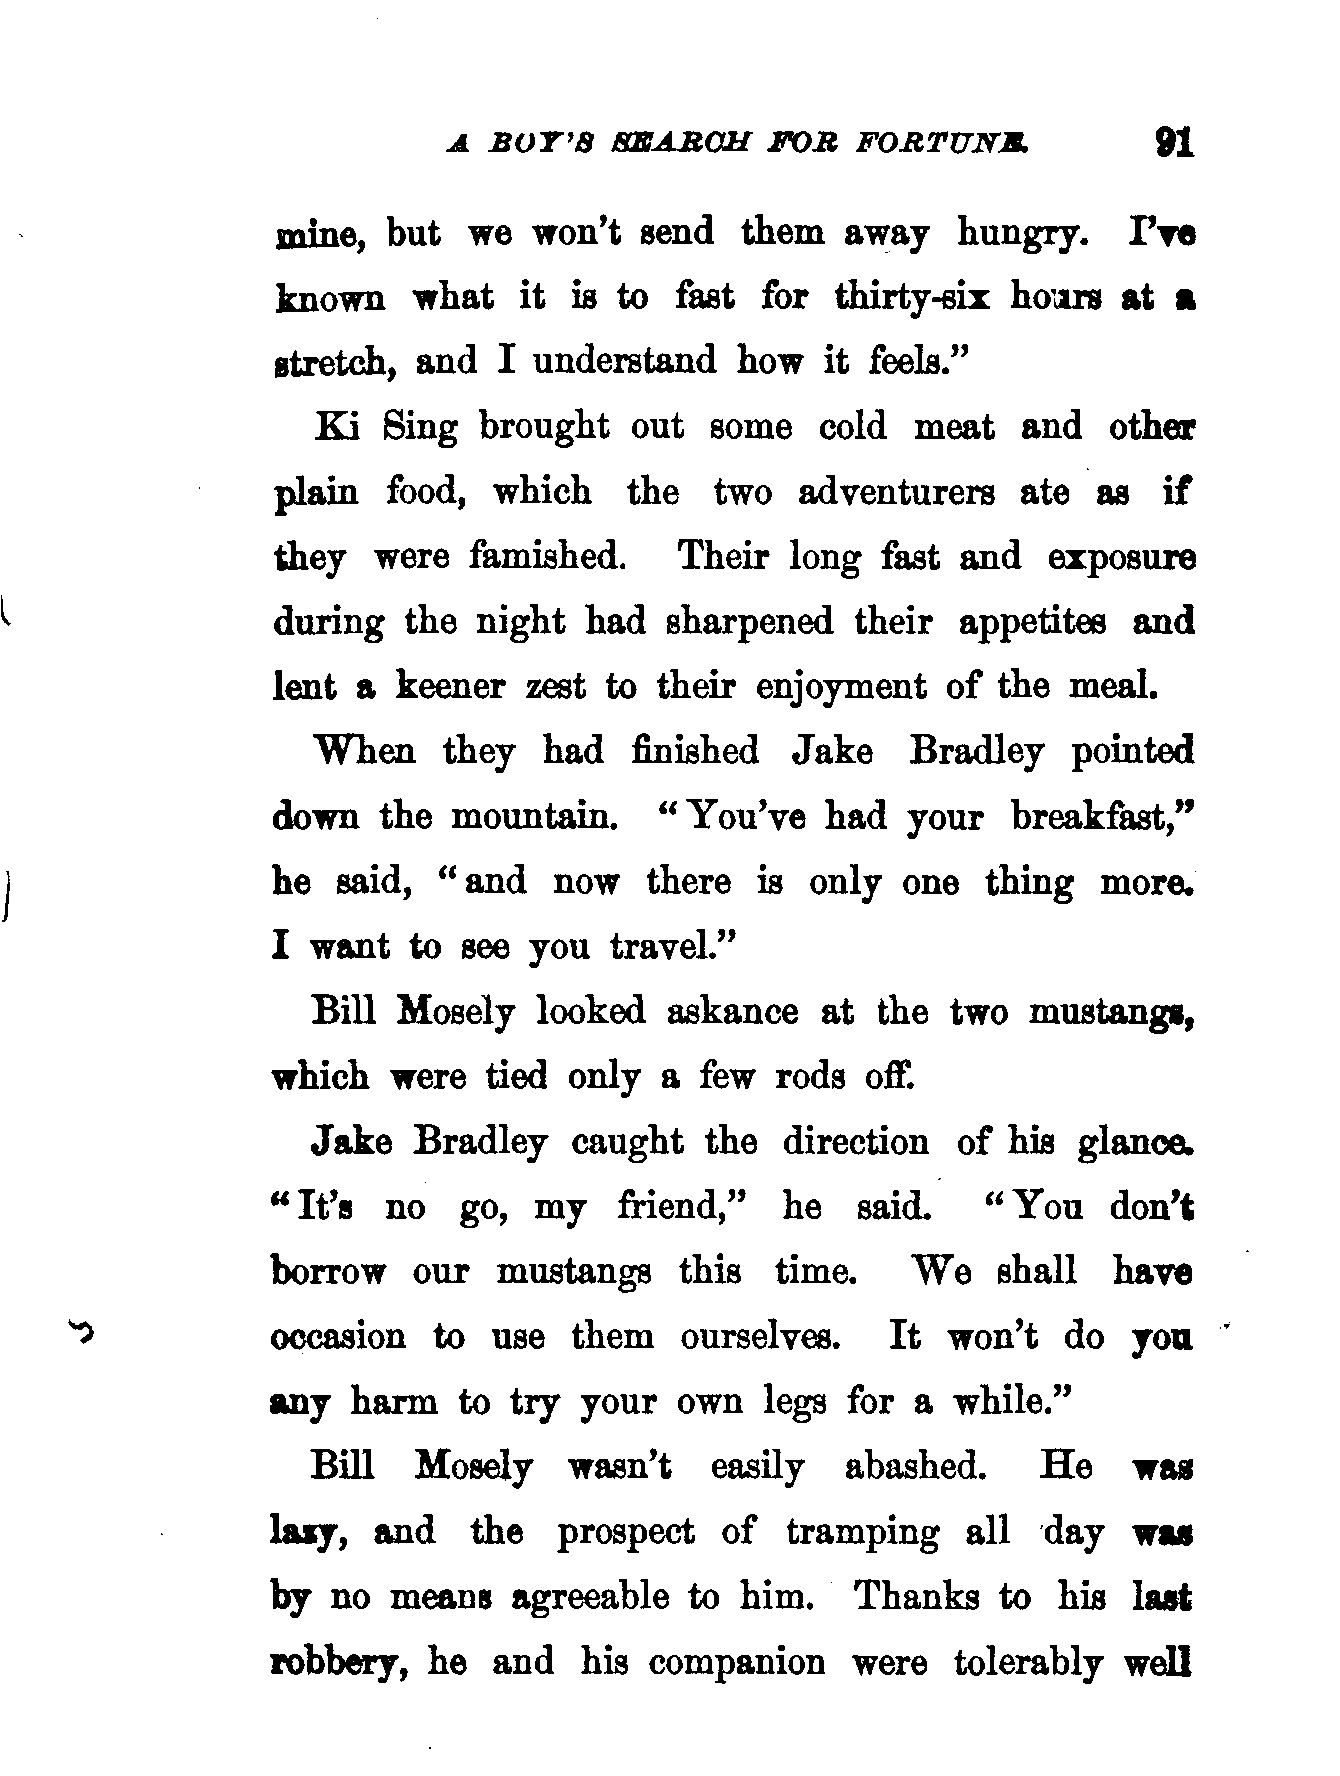 A BOY'S SEARCH FOR FORTUNE. 91
mine, but we won't send them away hungry. I've
known what it is to fast for thirty-six hours at a
stretch, and I understand how it feels."
Ki Sing brought out some cold meat and other
plain food, which the two adventurers ate as if
they were famished. Their long fast and exposure
during the night had sharpened their appetites and
lent a keener zest to their enjoyment of the meal.
When they had finished Jake Bradley pointed
down the mountain. "You've had your breakfast,"
he said, "and now there is only one thing more.
I want to see you travel."
Bill Mosely looked askance at the two mustangs,
which were tied only a few rods off.
Jake Bradley caught the direction of his glance.
"It's no go, my friend," he said. "You don't
borrow our mustangs this time. We shall have
occasion to use them ourselves. It won't do you
any harm to try your own legs for a while."
Bill Mosely wasn't easily abashed. He was
lazy, and the prospect of tramping all day was
by no means agreeable to him. Thanks to his last
robbery, he and his companion were tolerably well